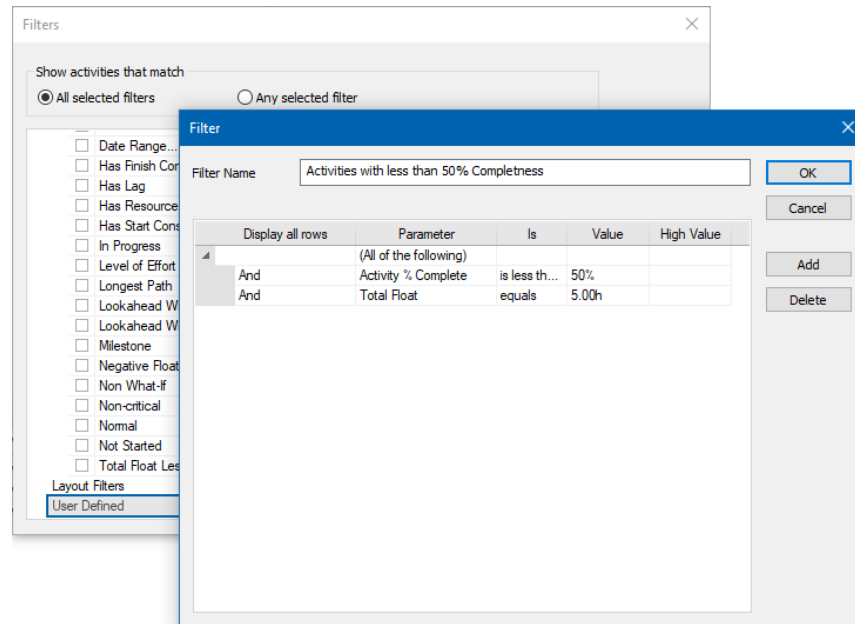 Filters
Show activities that match
All selected filters Any selected filter
Date Range...
Has Finish Con
Has Lag
Has Resource
Has Start Cons
In Progress
Level of Effort
Longest Path
Lookahead W
Lookahead W
Milestone
Negative Float
Non What-If
Non-critical
Normal
Not Started
Total Float Les
Layout Filters
User Defined
Filter
Filter Name Activities with less than 50% Completness
OK
Cancel
Add
Delete
Display all rows Parameter Is Value High Value
(All of the following)
And Activity % Complete is less th... 50%
And Total Float equals 5.00h